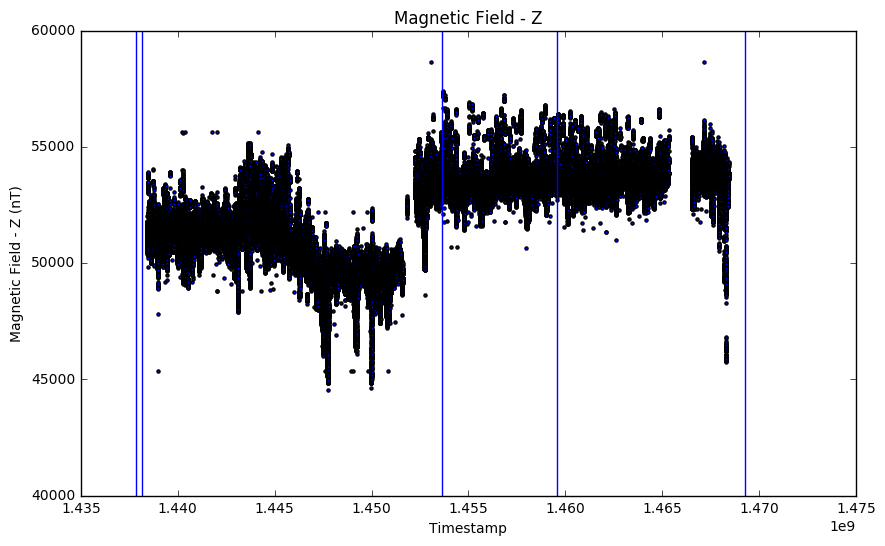 Magnetic Field - Z
60000
55000
50000
45000
40000
Magnetic Field - Z (nT)
1.435 1.440 1.445 1.450 1.455 1.460 1.465 1.470 1.475
1e9
Timestamp